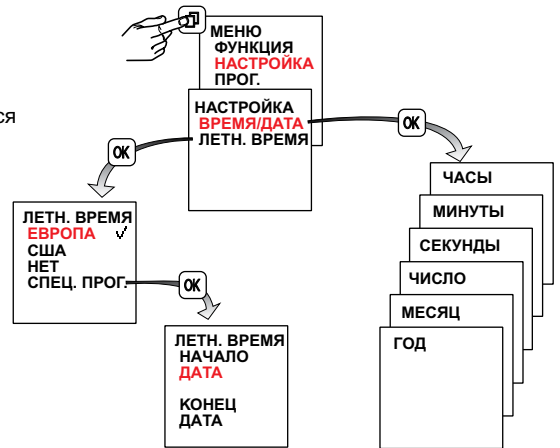 МЕНЮ
ФУНКЦИЯ
НАСТРОЙКА
ПРОГ.
ся
НАСТРОЙКА
ВРЕМЯ/ДАТА
ЛЕТН. ВРЕМЯ
OK
OK
ЛЕТН. ВРЕМЯ
ЕВРОПА ✓
США
НЕТ
СПЕЦ. ПРОГ.
OK
ЛЕТН. ВРЕМЯ
НАЧАЛО
ДАТА
КОНЕЦ
ДАТА
ЧАСЫ
МИНУТЫ
СЕКУНДЫ
ЧИСЛО
МЕСЯЦ
ГОД